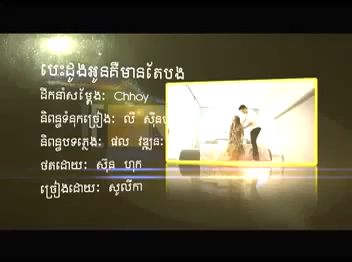 បេះដូងអូនគឺមានតែបង
ដឹកនាំសម្ដែង: Chhoy
និពន្ធទំនុកច្រៀង: លី ស៊ីន
និពន្ធបទភ្លេង: ផល វឌ្ឍនៈ
ថតដោយ: ស៊ុន ហុក
ច្រៀងដោយ: សូលីកា